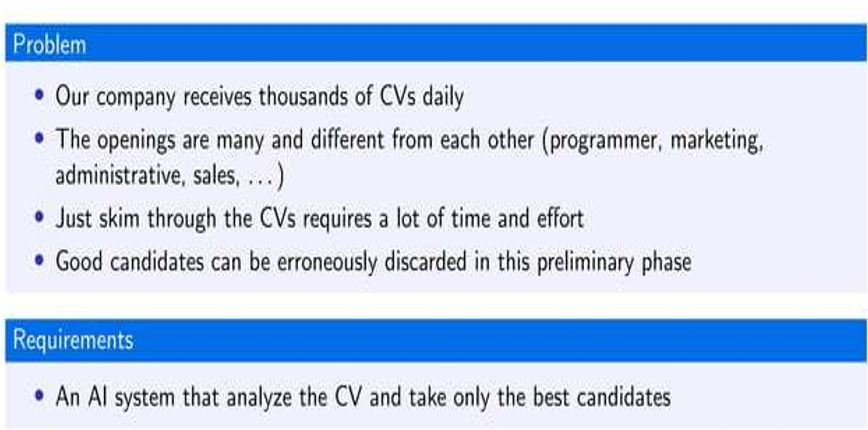 Problem
• Our company receives thousands of CVs daily
• The openings are many and different from each other (programmer, marketing,
administrative, sales, ...)
• Just skim through the CVs requires a lot of time and effort
• Good candidates can be erroneously discarded in this preliminary phase
Requirements
• An AI system that analyze the CV and take only the best candidates